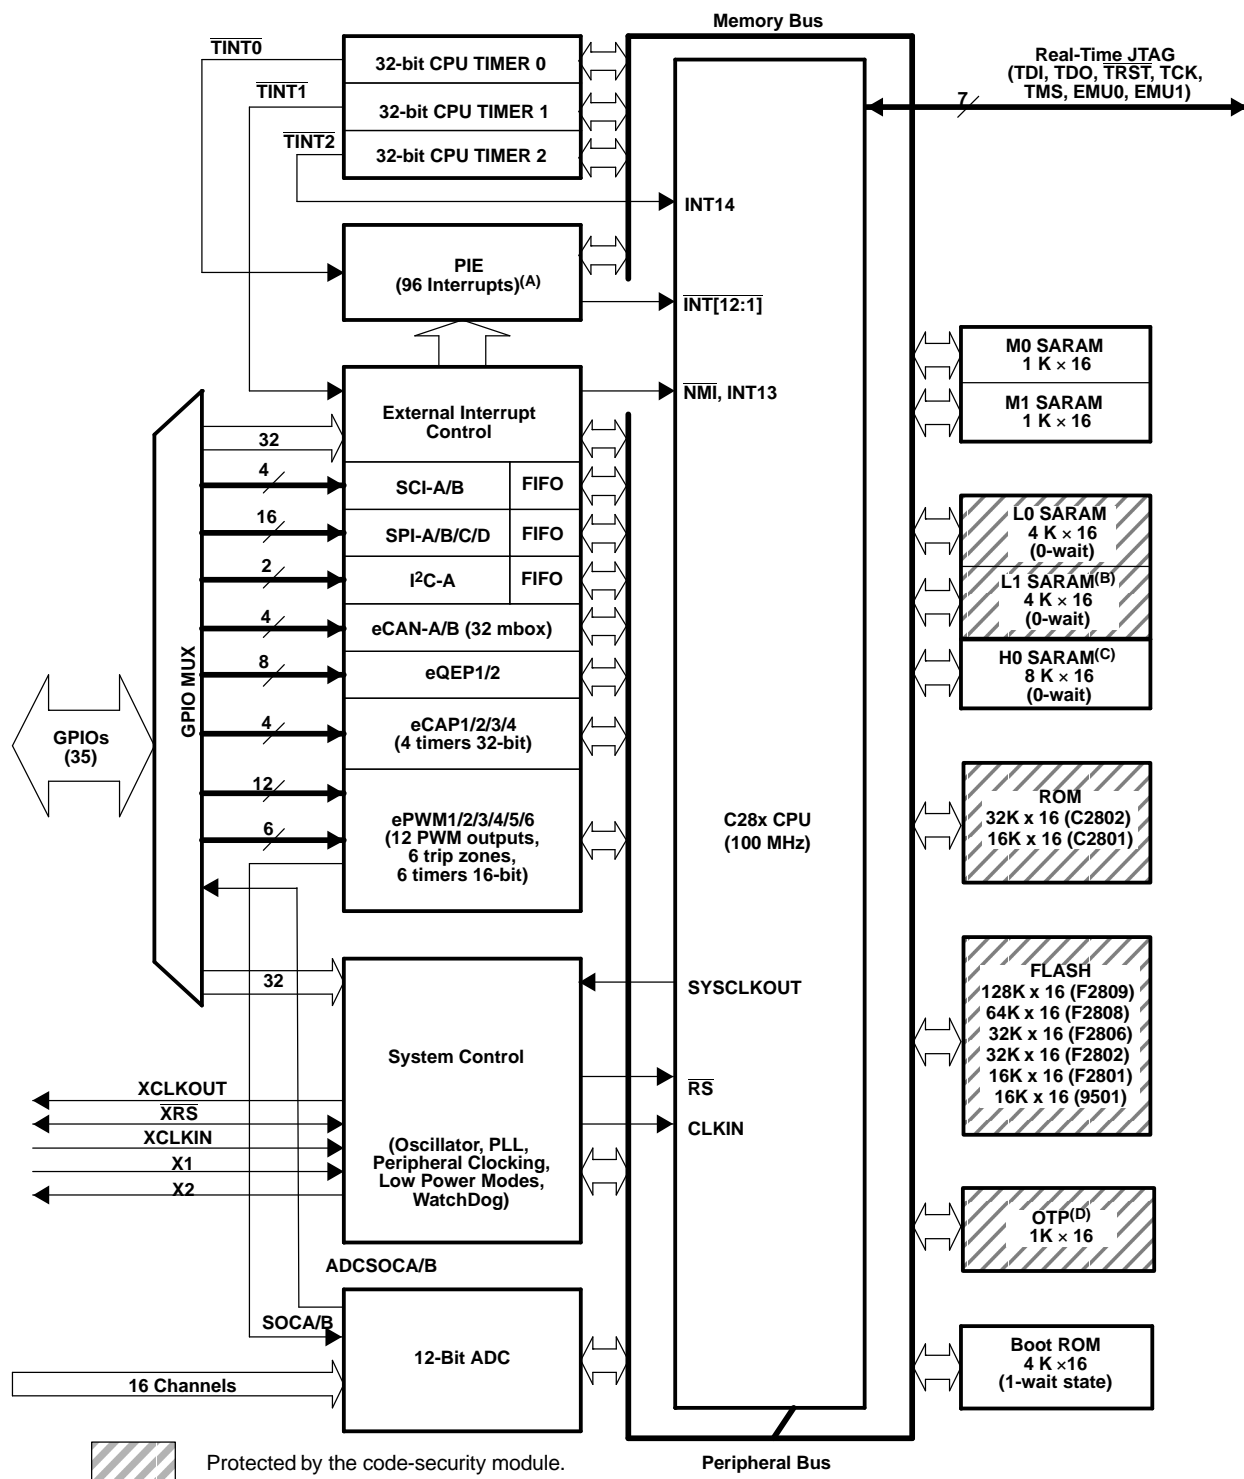 Memory Bus
TINT0
32-bit CPU TIMER 0
TINT1
32-bit CPU TIMER 1
TINT2
32-bit CPU TIMER 2
Real-Time JTAG
(TDI, TDO, TRST, TCK,
TMS, EMU0, EMU1)
7
INT14
PIE
(96 Interrupts)(A)
INT[12:1]
NMI, INT13
External Interrupt
Control
32
4
SCI-A/B
FIFO
16
SPI-A/B/C/D
FIFO
2
I2C-A
FIFO
4
eCAN-A/B (32 mbox)
8
eQEP1/2
4
eCAP1/2/3/4
(4 timers 32-bit)
12
6
ePWM1/2/3/4/5/6
(12 PWM outputs,
6 trip zones,
6 timers 16-bit)
GPIO MUX
GPIOs
(35)
C28x CPU
(100 MHz)
M0 SARAM
1 K × 16
M1 SARAM
1 K × 16
L0 SARAM
4 K × 16
(0-wait)
L1 SARAM(B)
4 K × 16
(0-wait)
H0 SARAM(C)
8 K × 16
(0-wait)
ROM
32K x 16 (C2802)
16K x 16 (C2801)
FLASH
128K x 16 (F2809)
64K x 16 (F2808)
32K x 16 (F2806)
32K x 16 (F2802)
16K x 16 (F2801)
16K x 16 (9501)
32
SYSCLKOUT
System Control
RS
CLKIN
(Oscillator, PLL,
Peripheral Clocking,
Low Power Modes,
WatchDog)
XCLKOUT
XRS
XCLKIN
X1
X2
OTP(D)
1K × 16
ADCSOCA/B
SOCA/B
12-Bit ADC
16 Channels
Boot ROM
4 K ×16
(1-wait state)
Protected by the code-security module.
Peripheral Bus